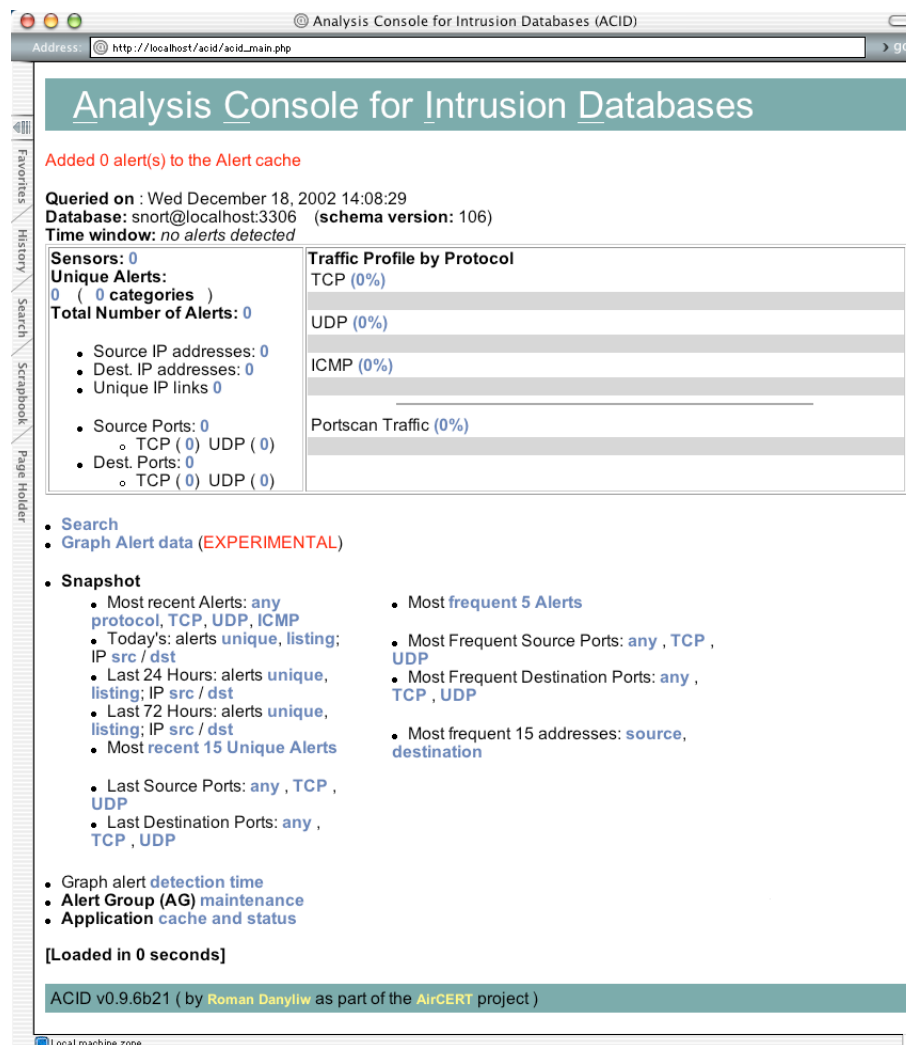 Analysis Console for Intrusion Databases (ACID)
Address: http://localhost/acid/acid_main.php
Analysis Console for Intrusion Databases
Favorites
History
Search
Scrapbook
Page Holder
Added 0 alert(s) to the Alert cache
Queried on : Wed December 18, 2002 14:08:29
Database: snort@localhost:3306 (schema version: 106)
Time window: no alerts detected
Sensors: 0
Unique Alerts:
0 ( 0 categories )
Total Number of Alerts: 0
Source IP addresses: 0
Dest. IP addresses: 0
Unique IP links 0
Source Ports: 0
TCP ( 0) UDP ( 0)
Dest. Ports: 0
TCP ( 0) UDP ( 0)
Traffic Profile by Protocol
TCP (0%)
UDP (0%)
ICMP (0%)
Portscan Traffic (0%)
Search
Graph Alert data (EXPERIMENTAL)
Snapshot
Most recent Alerts: any
protocol, TCP, UDP, ICMP
Today's: alerts unique, listing;
IP src / dst
Last 24 Hours: alerts unique,
listing; IP src / dst
Last 72 Hours: alerts unique,
listing; IP src / dst
Most recent 15 Unique Alerts
Last Source Ports: any , TCP ,
UDP
Last Destination Ports: any ,
TCP , UDP
Most frequent 5 Alerts
Most Frequent Source Ports: any , TCP ,
UDP
Most Frequent Destination Ports: any ,
TCP , UDP
Most frequent 15 addresses: source,
destination
Graph alert detection time
Alert Group (AG) maintenance
Application cache and status
[Loaded in 0 seconds]
ACID v0.9.6b21 ( by Roman Danyliw as part of the AirCERT project )
Local machine zone